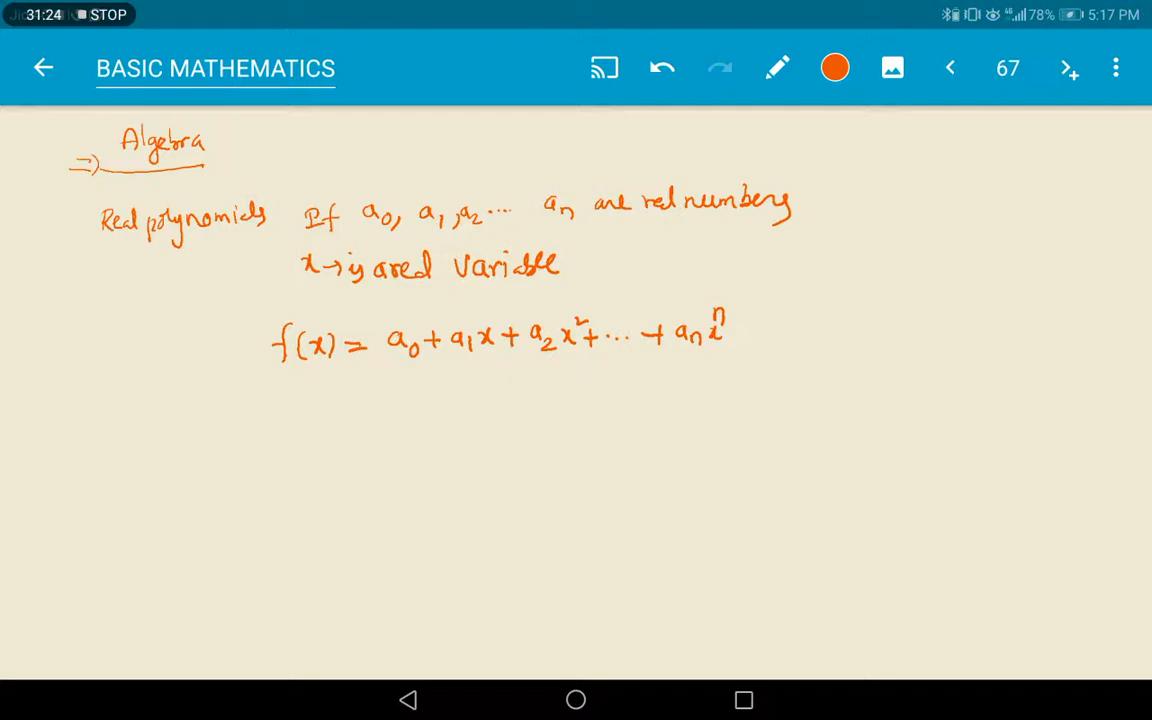 31:24 STOP 78% 5:17 PM
BASIC MATHEMATICS 67
⇒ Algebra
Real polynomials If a₀, a₁, a₂ ... aₙ are real numbers
x → is a real variable
f(x) = a₀ + a₁x + a₂x² + ... + aₙxⁿ